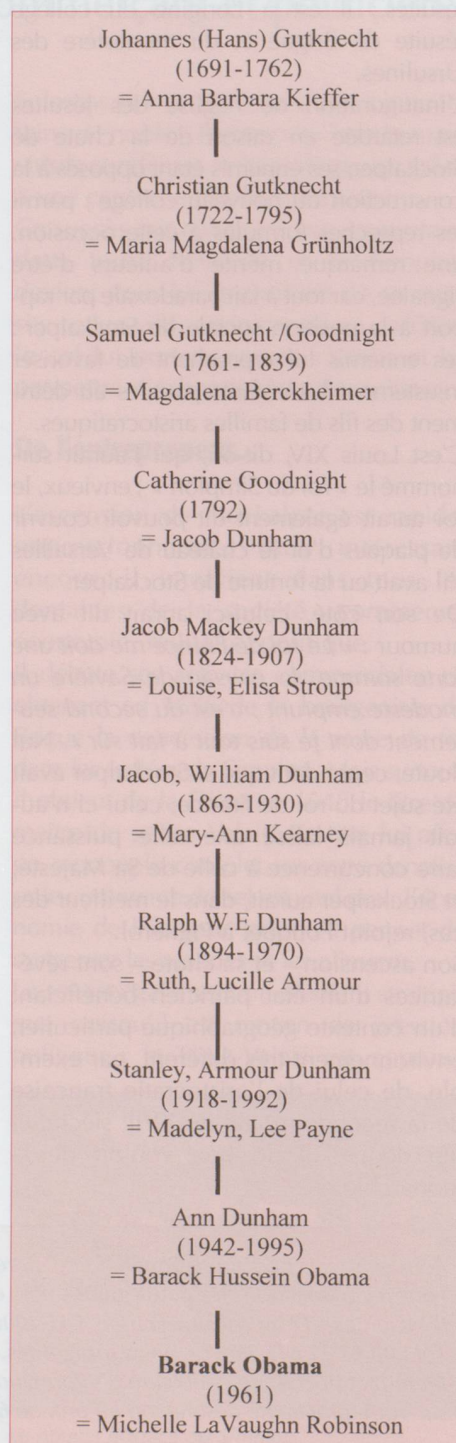 Johannes (Hans) Gutknecht
(1691-1762)
= Anna Barbara Kieffer
Christian Gutknecht
(1722-1795)
= Maria Magdalena Grünholtz
Samuel Gutknecht /Goodnight
(1761- 1839)
= Magdalena Berckheimer
Catherine Goodnight
(1792)
= Jacob Dunham
Jacob Mackey Dunham
(1824-1907)
= Louise, Elisa Stroup
Jacob, William Dunham
(1863-1930)
= Mary-Ann Kearney
Ralph W.E Dunham
(1894-1970)
= Ruth, Lucille Armour
Stanley, Armour Dunham
(1918-1992)
= Madelyn, Lee Payne
Ann Dunham
(1942-1995)
= Barack Hussein Obama
Barack Obama
(1961)
= Michelle LaVaughn Robinson